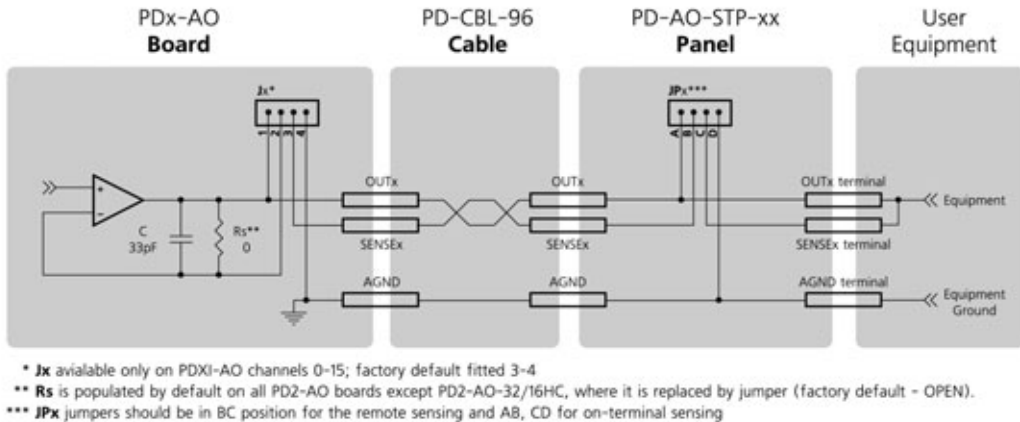 PDx-AO
Board
PD-CBL-96
Cable
PD-AO-STP-xx
Panel
User
Equipment
Jx*
1 2 3 4
JPx***
A B C D
+
-
C
33pF
Rs**
0
OUTx
SENSEx
AGND
OUTx
SENSEx
AGND
OUTx terminal
SENSEx terminal
AGND terminal
Equipment
Equipment
Ground
* Jx avialable only on PDXI-AO channels 0-15; factory default fitted 3-4
** Rs is populated by default on all PD2-AO boards except PD2-AO-32/16HC, where it is replaced by jumper (factory default - OPEN).
*** JPx jumpers should be in BC position for the remote sensing and AB, CD for on-terminal sensing